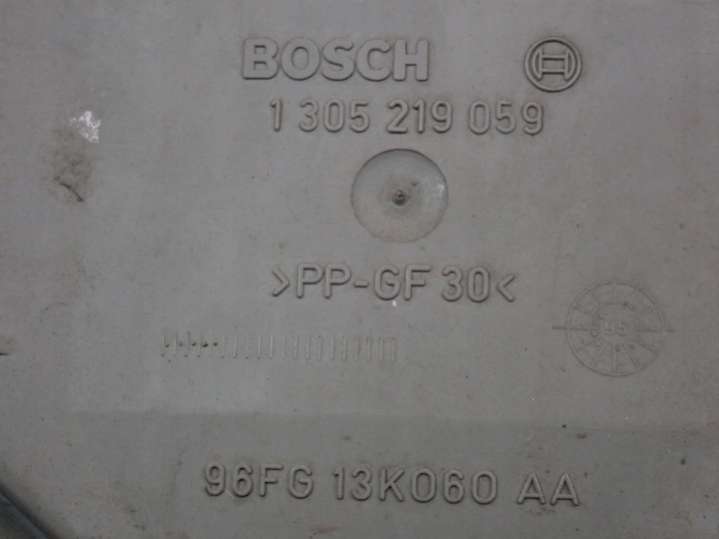 BOSCH
1 305 219 059
>PP-GF 30<
96FG 13K060 AA